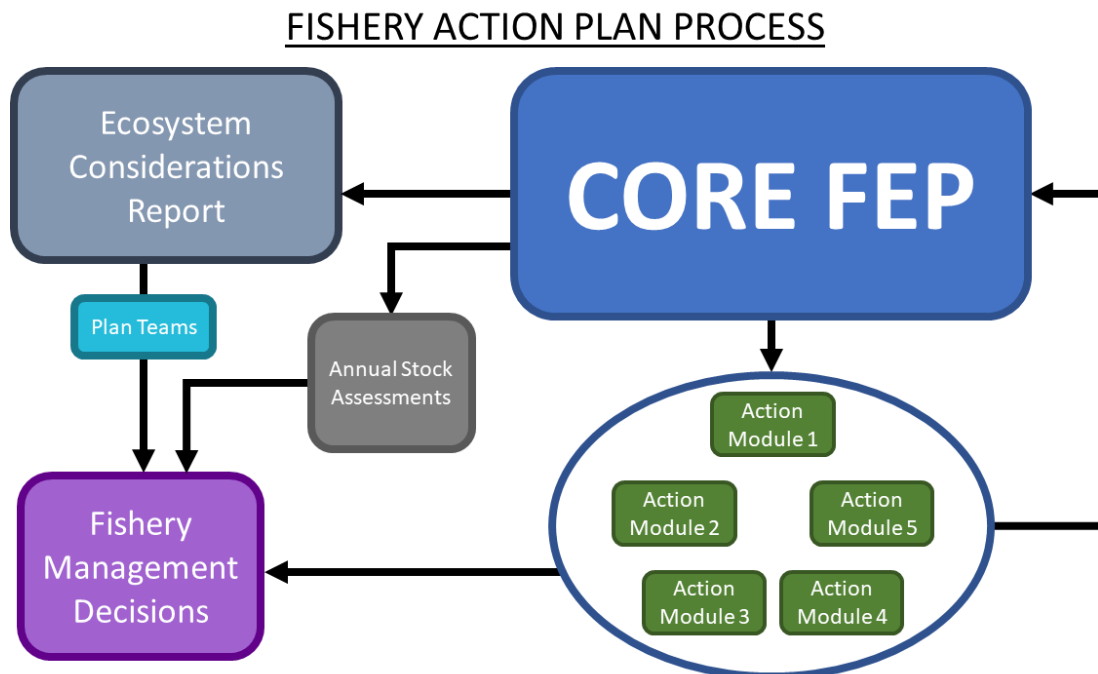 FISHERY ACTION PLAN PROCESS
Ecosystem
Considerations
Report
CORE FEP
Plan Teams
Annual Stock
Assessments
Action
Module 1
Action
Module 2
Action
Module 5
Action
Module 3
Action
Module 4
Fishery
Management
Decisions